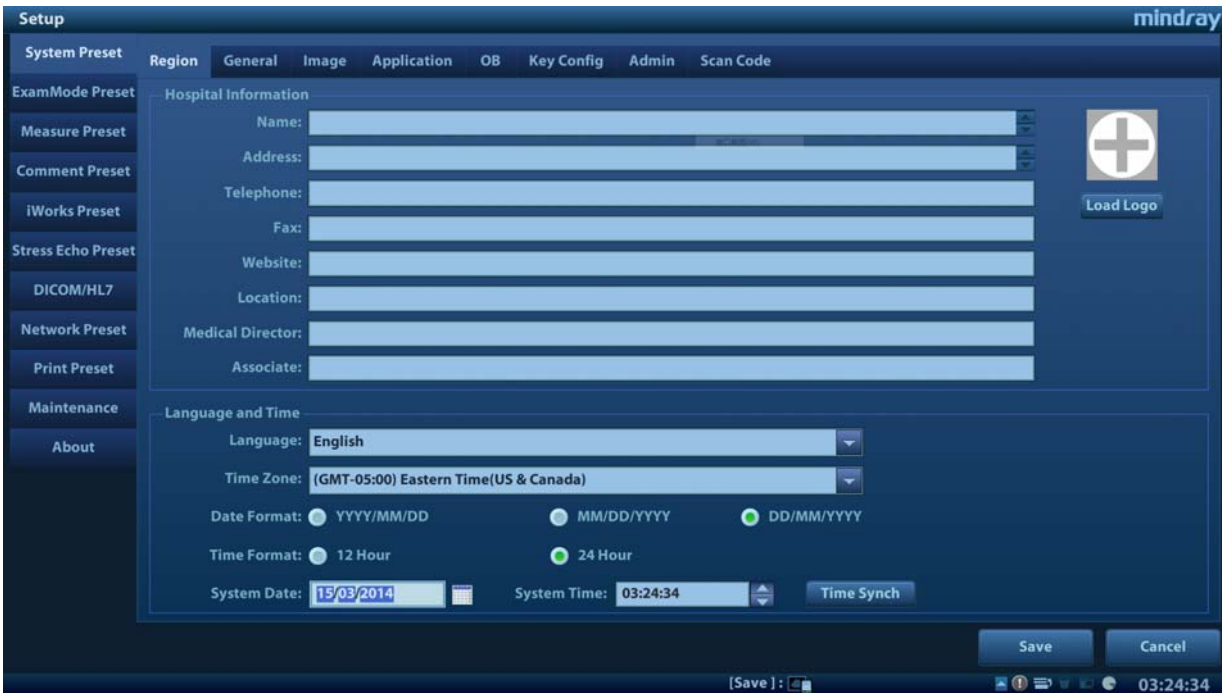 Setup
mindray
System Preset
ExamMode Preset
Measure Preset
Comment Preset
iWorks Preset
Stress Echo Preset
DICOM/HL7
Network Preset
Print Preset
Maintenance
About
Region General Image Application OB Key Config Admin Scan Code
Hospital Information
Name:
Address:
Telephone:
Fax:
Website:
Location:
Medical Director:
Associate:
Load Logo
Language and Time
Language: English
Time Zone: (GMT-05:00) Eastern Time(US & Canada)
Date Format: YYYY/MM/DD MM/DD/YYYY DD/MM/YYYY
Time Format: 12 Hour 24 Hour
System Date: 15/03/2014 System Time: 03:24:34 Time Synch
Save Cancel
[Save ]: 03:24:34